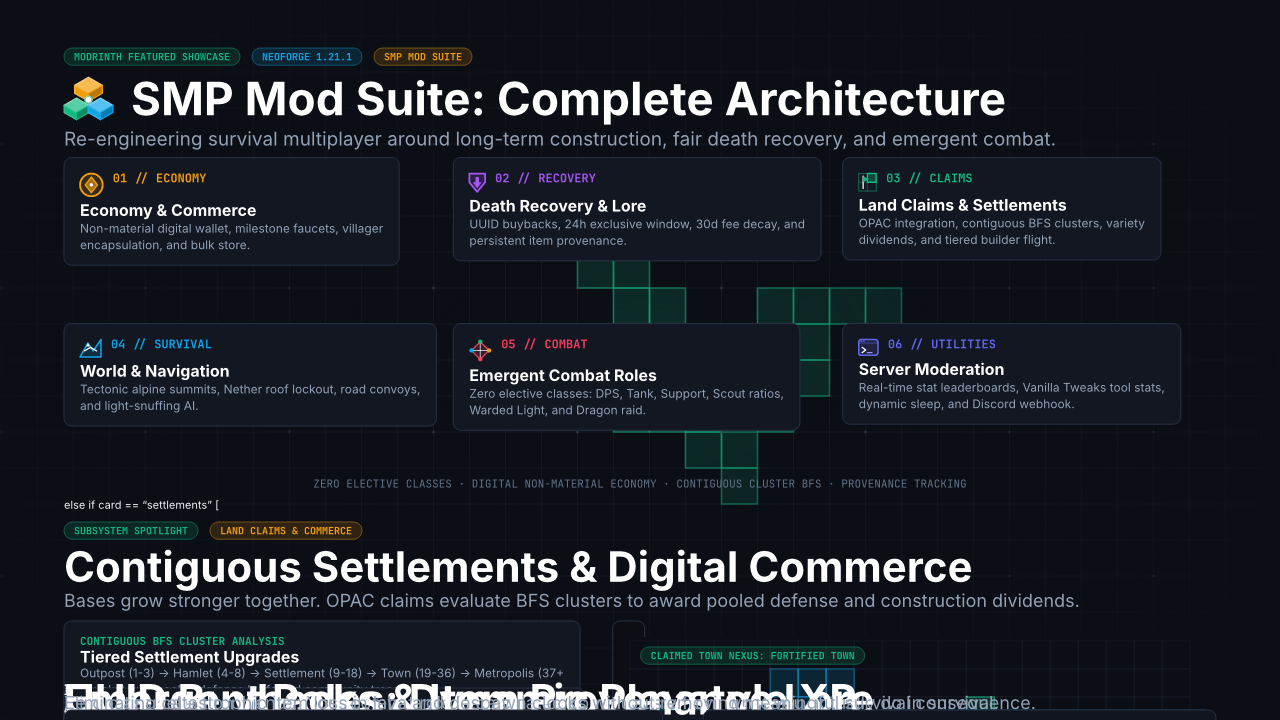 MODRINTH FEATURED SHOWCASE
NEOFORGE 1.21.1
SMP MOD SUITE
SMP Mod Suite: Complete Architecture
Re-engineering survival multiplayer around long-term construction, fair death recovery, and emergent combat.
01 // ECONOMY
Economy & Commerce
Non-material digital wallet, milestone faucets, villager
encapsulation, and bulk store.
02 // RECOVERY
Death Recovery & Lore
UUID buybacks, 24h exclusive window, 30d fee decay, and
persistent item provenance.
03 // CLAIMS
Land Claims & Settlements
OPAC integration, contiguous BFS clusters, variety
dividends, and tiered builder flight.
04 // SURVIVAL
World & Navigation
Tectonic alpine summits, Nether roof lockout, road convoys,
and light-snuffing AI.
05 // COMBAT
Emergent Combat Roles
Zero elective classes: DPS, Tank, Support, Scout ratios,
Warded Light, and Dragon raid.
06 // UTILITIES
Server Moderation
Real-time stat leaderboards, Vanilla Tweaks tool stats,
dynamic sleep, and Discord webhook.
ZERO ELECTIVE CLASSES · DIGITAL NON-MATERIAL ECONOMY · CONTIGUOUS CLUSTER BFS · PROVENANCE TRACKING
else if card == “settlements” [
SUBSYSTEM SPOTLIGHT
LAND CLAIMS & COMMERCE
Contiguous Settlements & Digital Commerce
Bases grow stronger together. OPAC claims evaluate BFS clusters to award pooled defense and construction dividends.
CONTIGUOUS BFS CLUSTER ANALYSIS
Tiered Settlement Upgrades
Outpost (1-3) → Hamlet (4-8) → Settlement (9-18) → Town (19-36) → Metropolis (37+
CLAIMED TOWN NEXUS: FORTIFIED TOWN